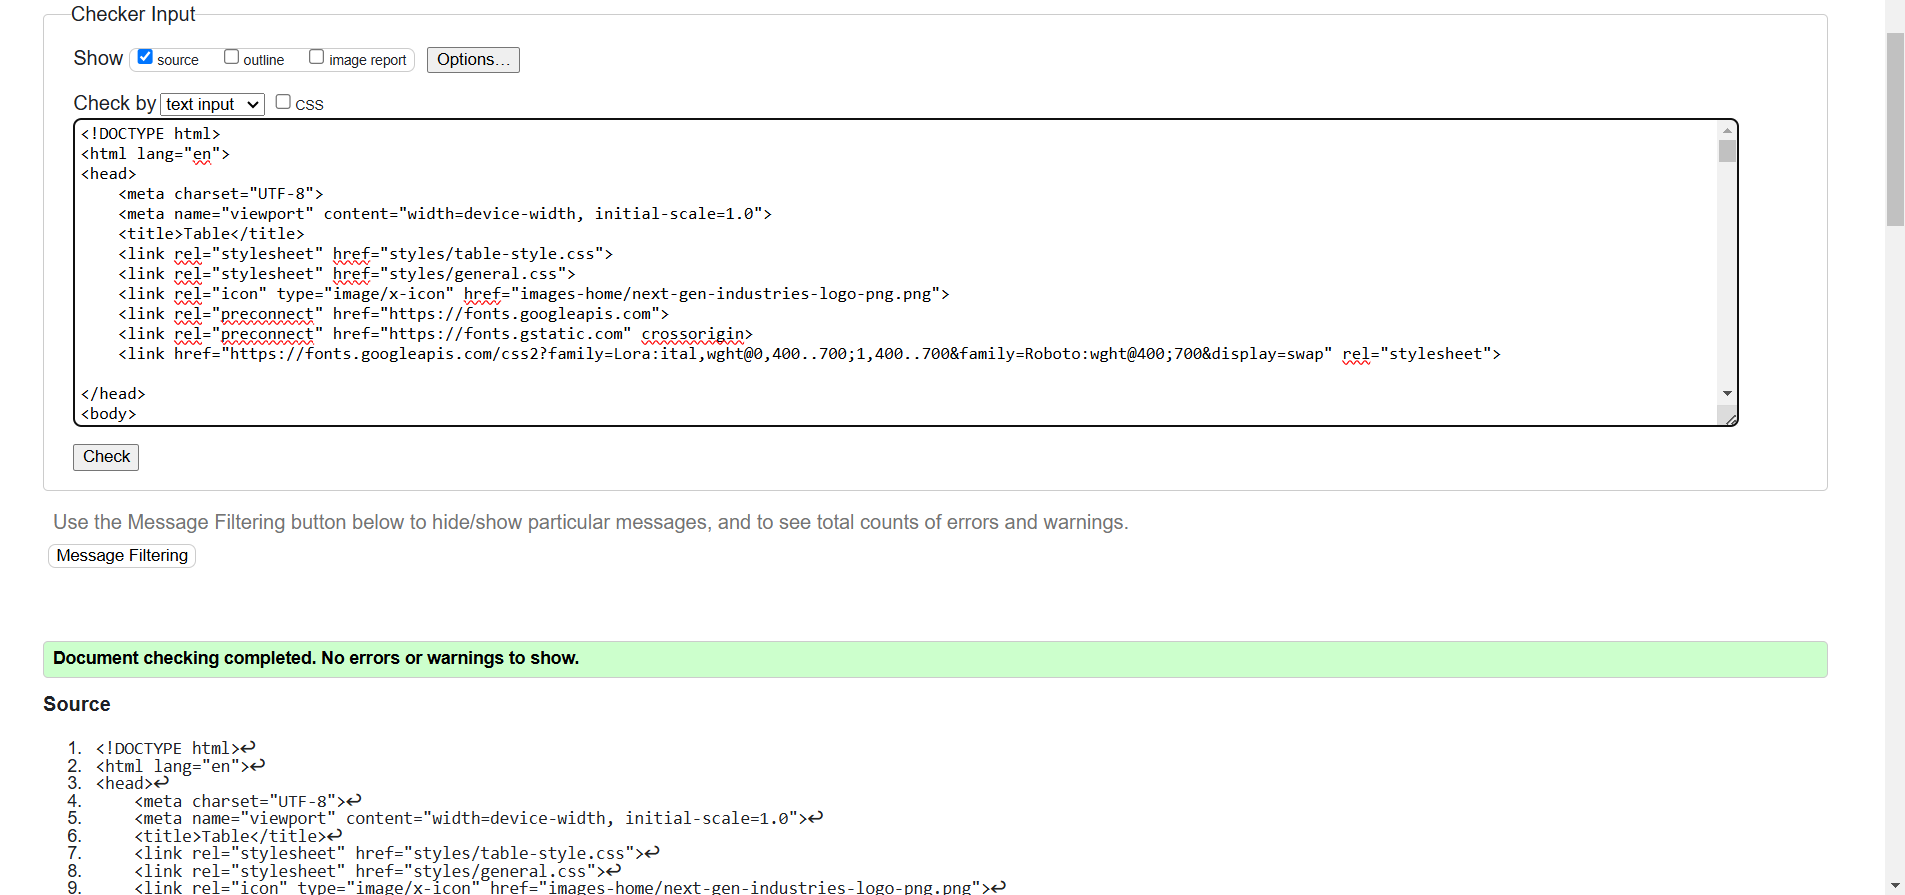 Checker Input
Show source outline image report Options...
Check by text input CSS
<!DOCTYPE html>
<html lang="en">
<head>
    <meta charset="UTF-8">
    <meta name="viewport" content="width=device-width, initial-scale=1.0">
    <title>Table</title>
    <link rel="stylesheet" href="styles/table-style.css">
    <link rel="stylesheet" href="styles/general.css">
    <link rel="icon" type="image/x-icon" href="images-home/next-gen-industries-logo-png.png">
    <link rel="preconnect" href="https://fonts.googleapis.com">
    <link rel="preconnect" href="https://fonts.gstatic.com" crossorigin>
    <link href="https://fonts.googleapis.com/css2?family=Lora:ital,wght@0,400..700;1,400..700&family=Roboto:wght@400;700&display=swap" rel="stylesheet">
</head>
<body>
Check
Use the Message Filtering button below to hide/show particular messages, and to see total counts of errors and warnings.
Message Filtering
Document checking completed. No errors or warnings to show.
Source
1. <!DOCTYPE html>↩
2. <html lang="en">↩
3. <head>↩
4.     <meta charset="UTF-8">↩
5.     <meta name="viewport" content="width=device-width, initial-scale=1.0">↩
6.     <title>Table</title>↩
7.     <link rel="stylesheet" href="styles/table-style.css">↩
8.     <link rel="stylesheet" href="styles/general.css">↩
9.     <link rel="icon" type="image/x-icon" href="images-home/next-gen-industries-logo-png.png">↩